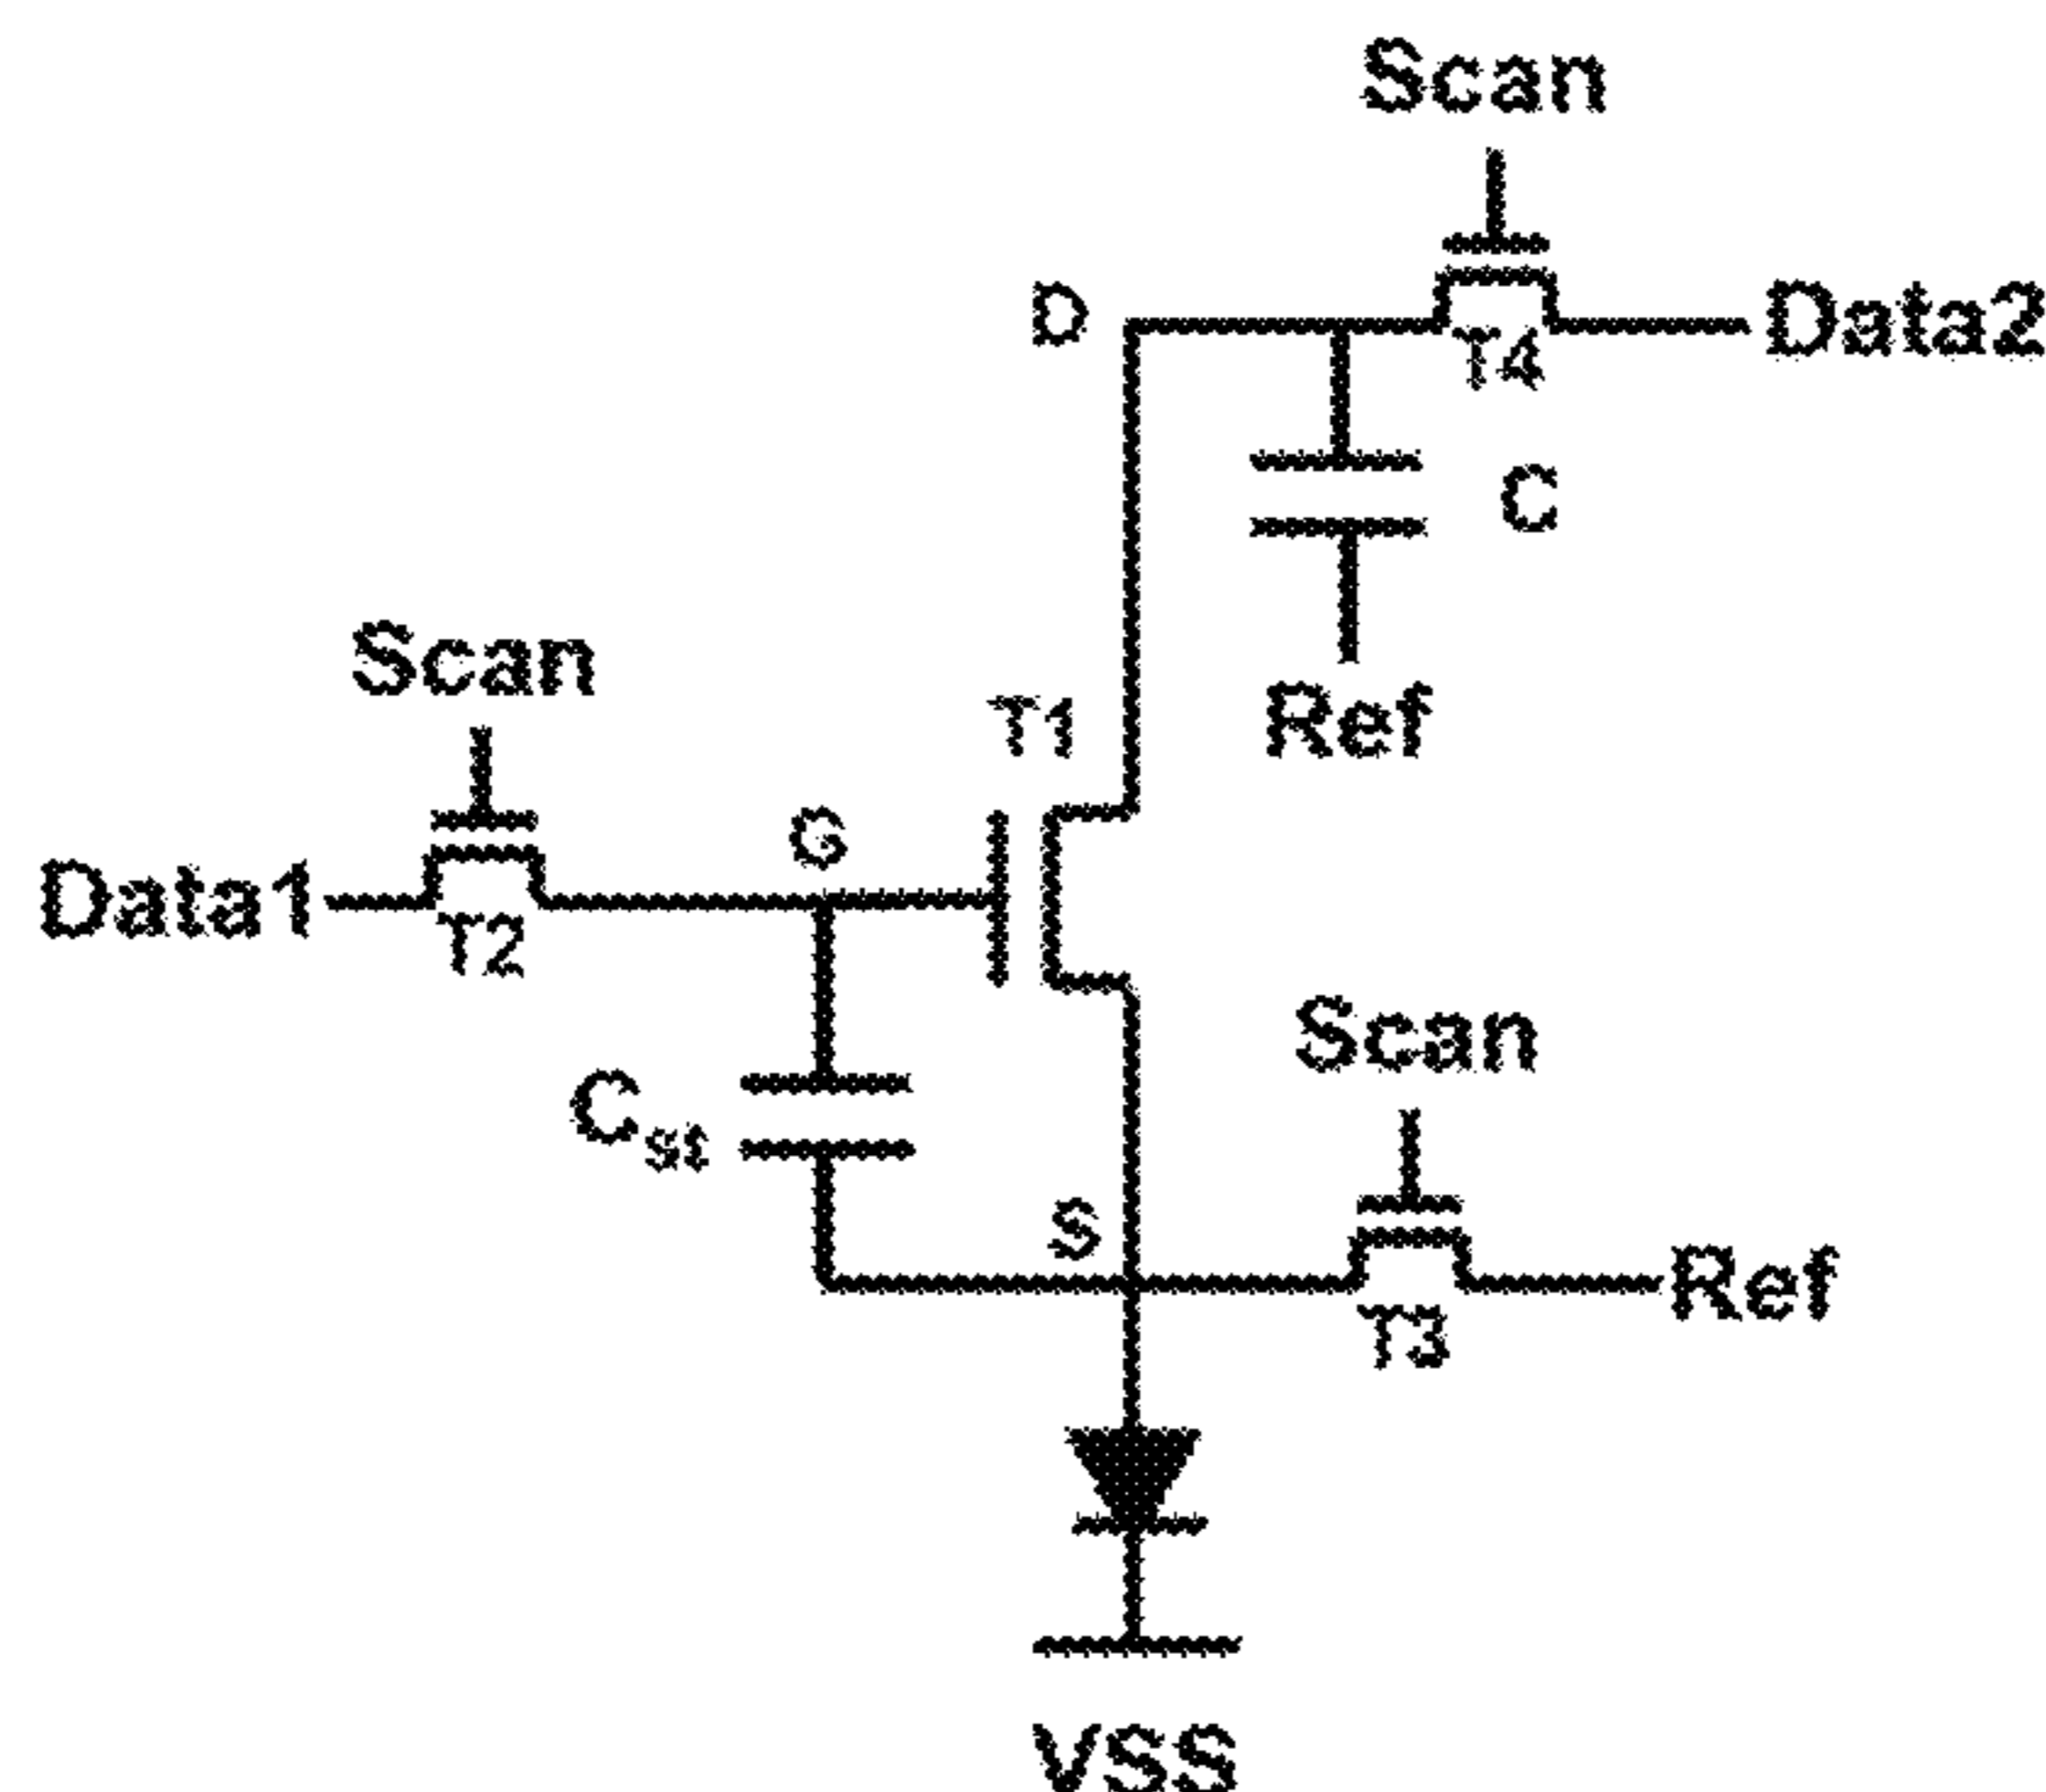 Scan
D
Data2
T4
C
Scan
T1
Ref
G
Data1
T2
Scan
Cst
S
Ref
T3
VSS